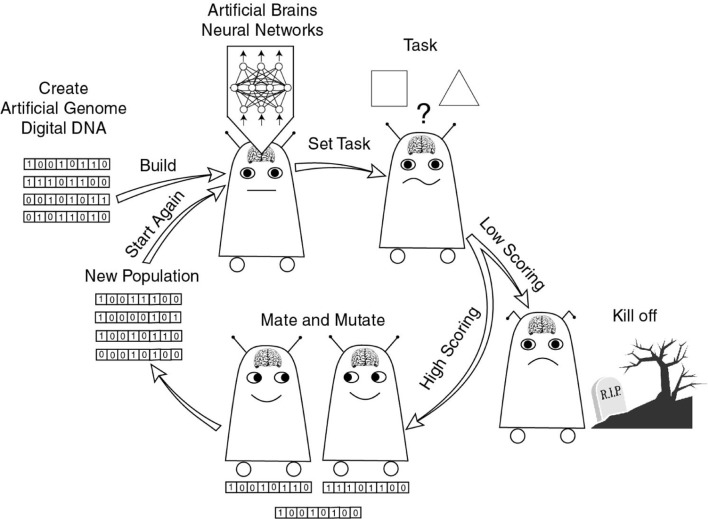 Artificial Brains
Neural Networks
Task
Create
Artificial Genome
Digital DNA
?
1 0 0 1 0 1 1 0
1 1 1 0 1 1 0 0
0 0 1 0 1 0 1 1
0 1 0 1 1 0 1 0
Build
Set Task
Start Again
Low Scoring
New Population
1 0 0 1 1 1 0 0
1 0 0 0 0 1 0 1
1 0 0 1 0 1 1 0
0 0 0 1 0 1 0 0
Mate and Mutate
High Scoring
Kill off
R.I.P.
1 0 0 1 0 1 1 0
1 1 1 0 1 1 0 0
1 0 0 1 0 1 0 0